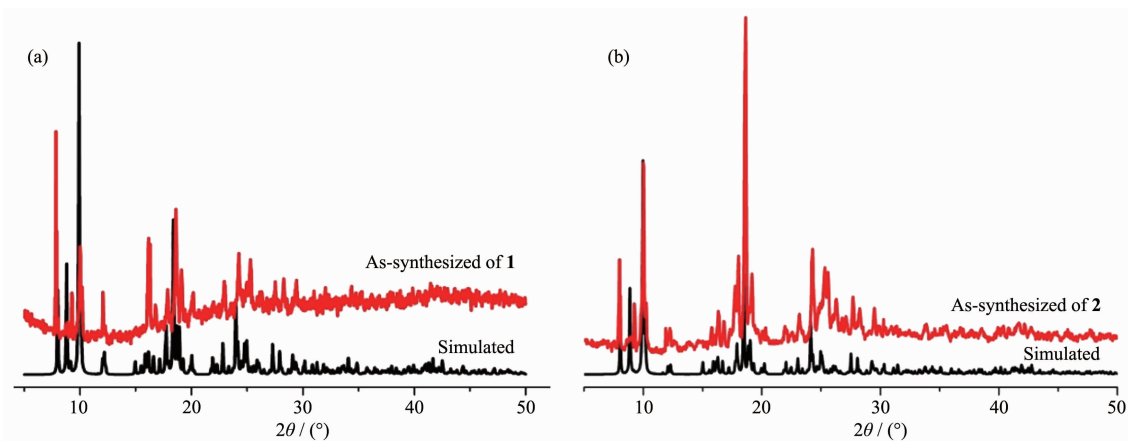 (a)
As-synthesized of 1
Simulated
10 20 30 40 50
2θ / (°)
(b)
As-synthesized of 2
Simulated
10 20 30 40 50
2θ / (°)